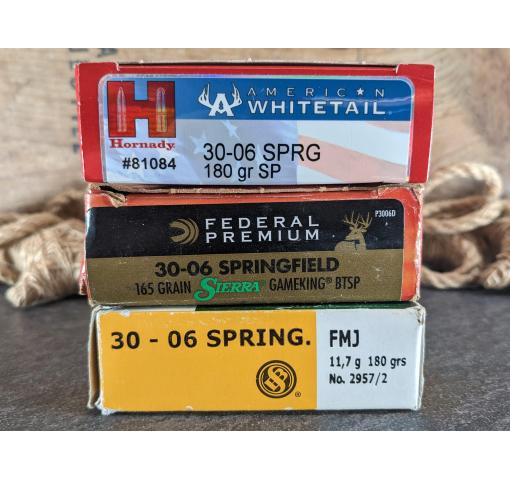 AMERICAN
WHITETAIL®
H
Hornady®
#81084
30-06 SPRG
180 gr SP
P3006D
FEDERAL
PREMIUM
30-06 SPRINGFIELD
165 GRAIN SIERRA GAMEKING® BTSP
30 - 06 SPRING.
FMJ
11,7 g 180 grs
No. 2957/2